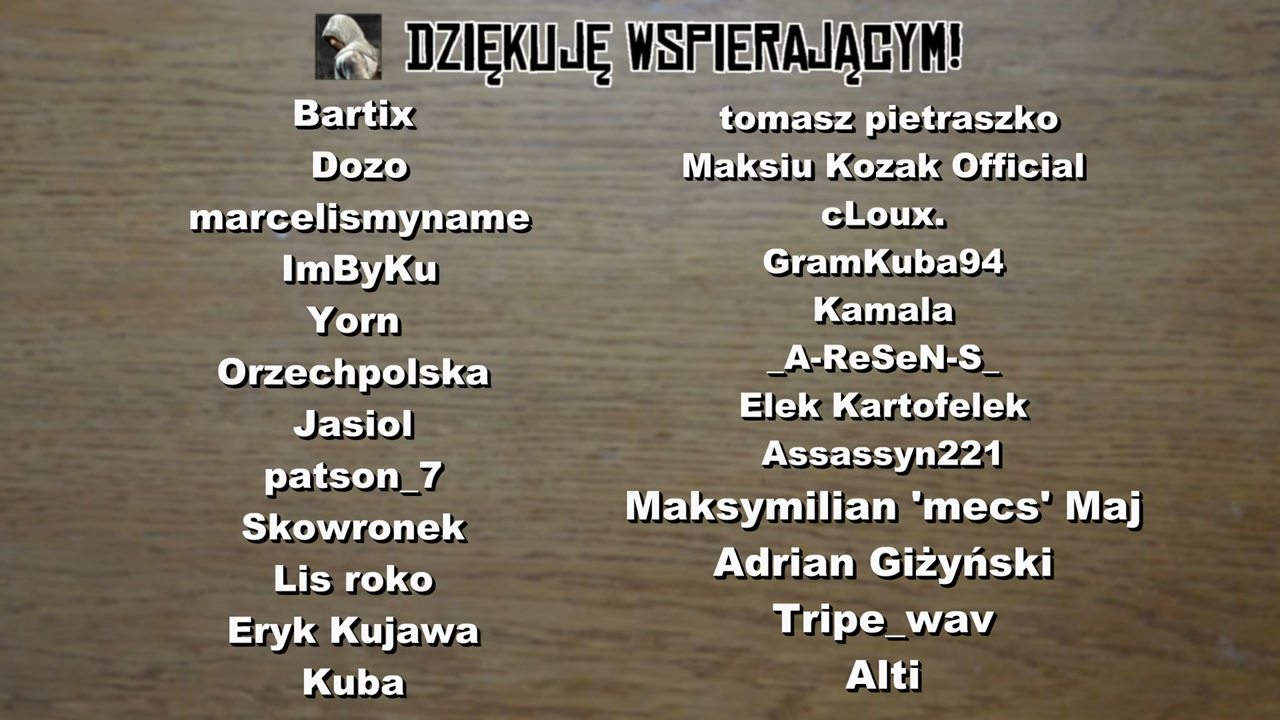 DZIĘKUJĘ WSPIERAJĄCYM!
Bartix
Dozo
marcelismyname
ImByKu
Yorn
Orzechpolska
Jasiol
patson_7
Skowronek
Lis roko
Eryk Kujawa
Kuba
tomasz pietraszko
Maksiu Kozak Official
cLoux.
GramKuba94
Kamala
_A-ReSeN-S_
Elek Kartofelek
Assassyn221
Maksymilian 'mecs' Maj
Adrian Giżyński
Tripe_wav
Alti